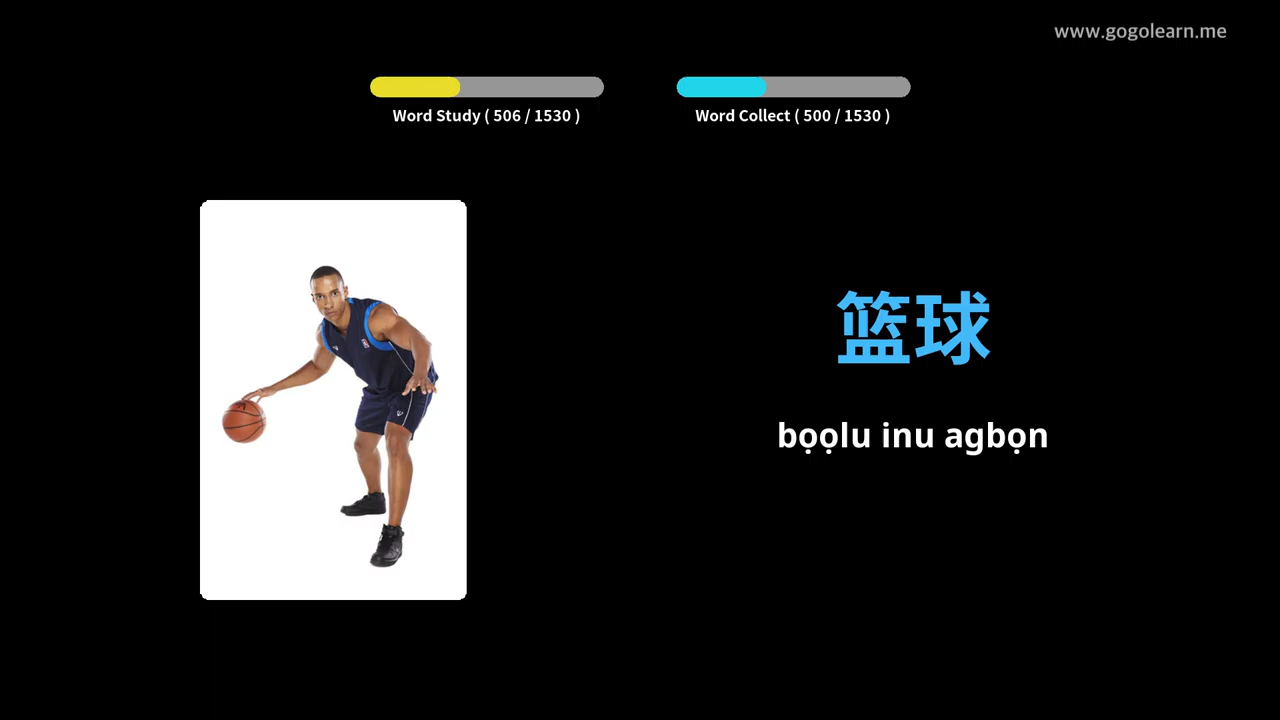 www.gogolearn.me
Word Study ( 506 / 1530 )
Word Collect ( 500 / 1530 )
篮球
bọọlu inu agbọn